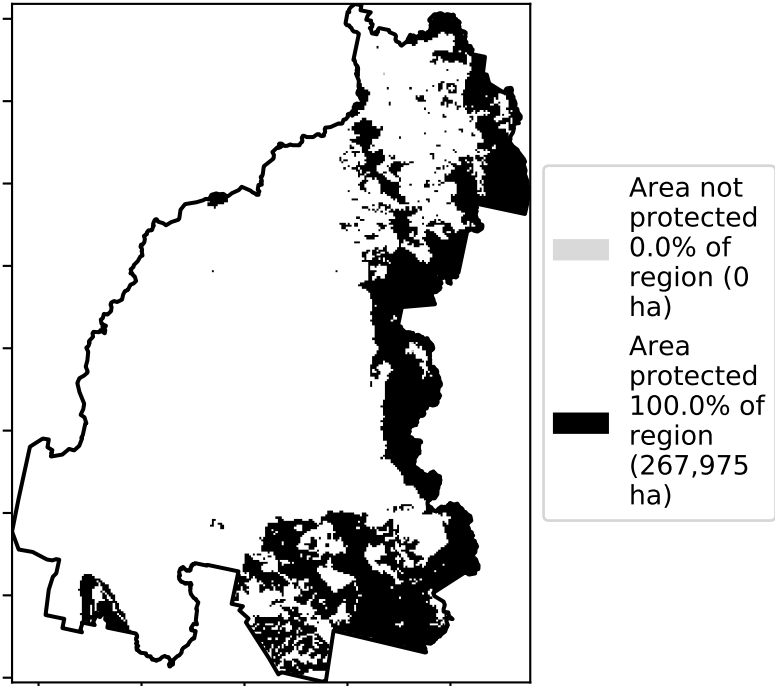 Area not
protected
0.0% of
region (0
ha)
Area
protected
100.0% of
region
(267,975
ha)